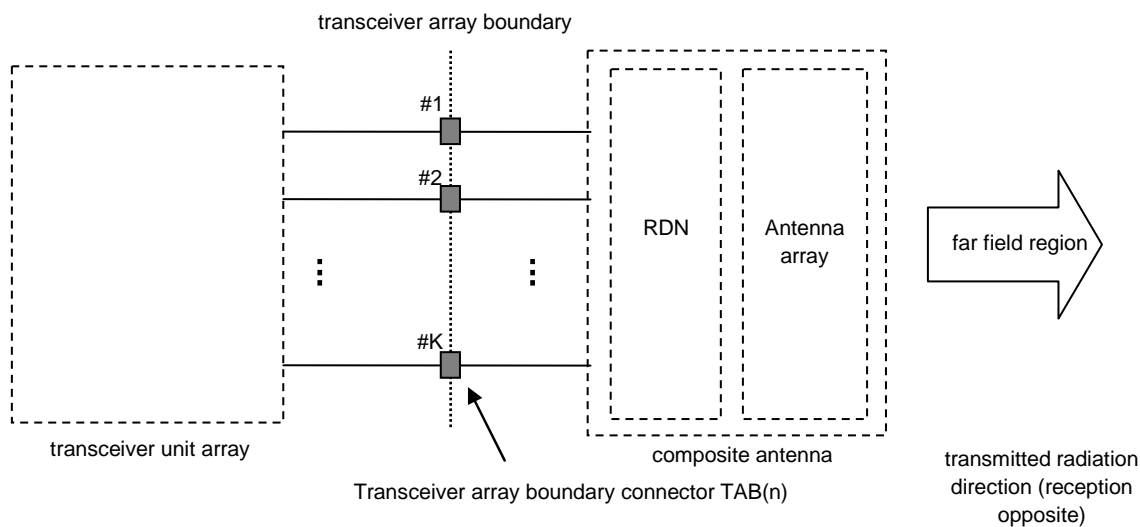 transceiver array boundary
#1
#2
#K
RDN
Antenna
array
far field region
transceiver unit array
composite antenna
Transceiver array boundary connector TAB(n)
transmitted radiation
direction (reception
opposite)